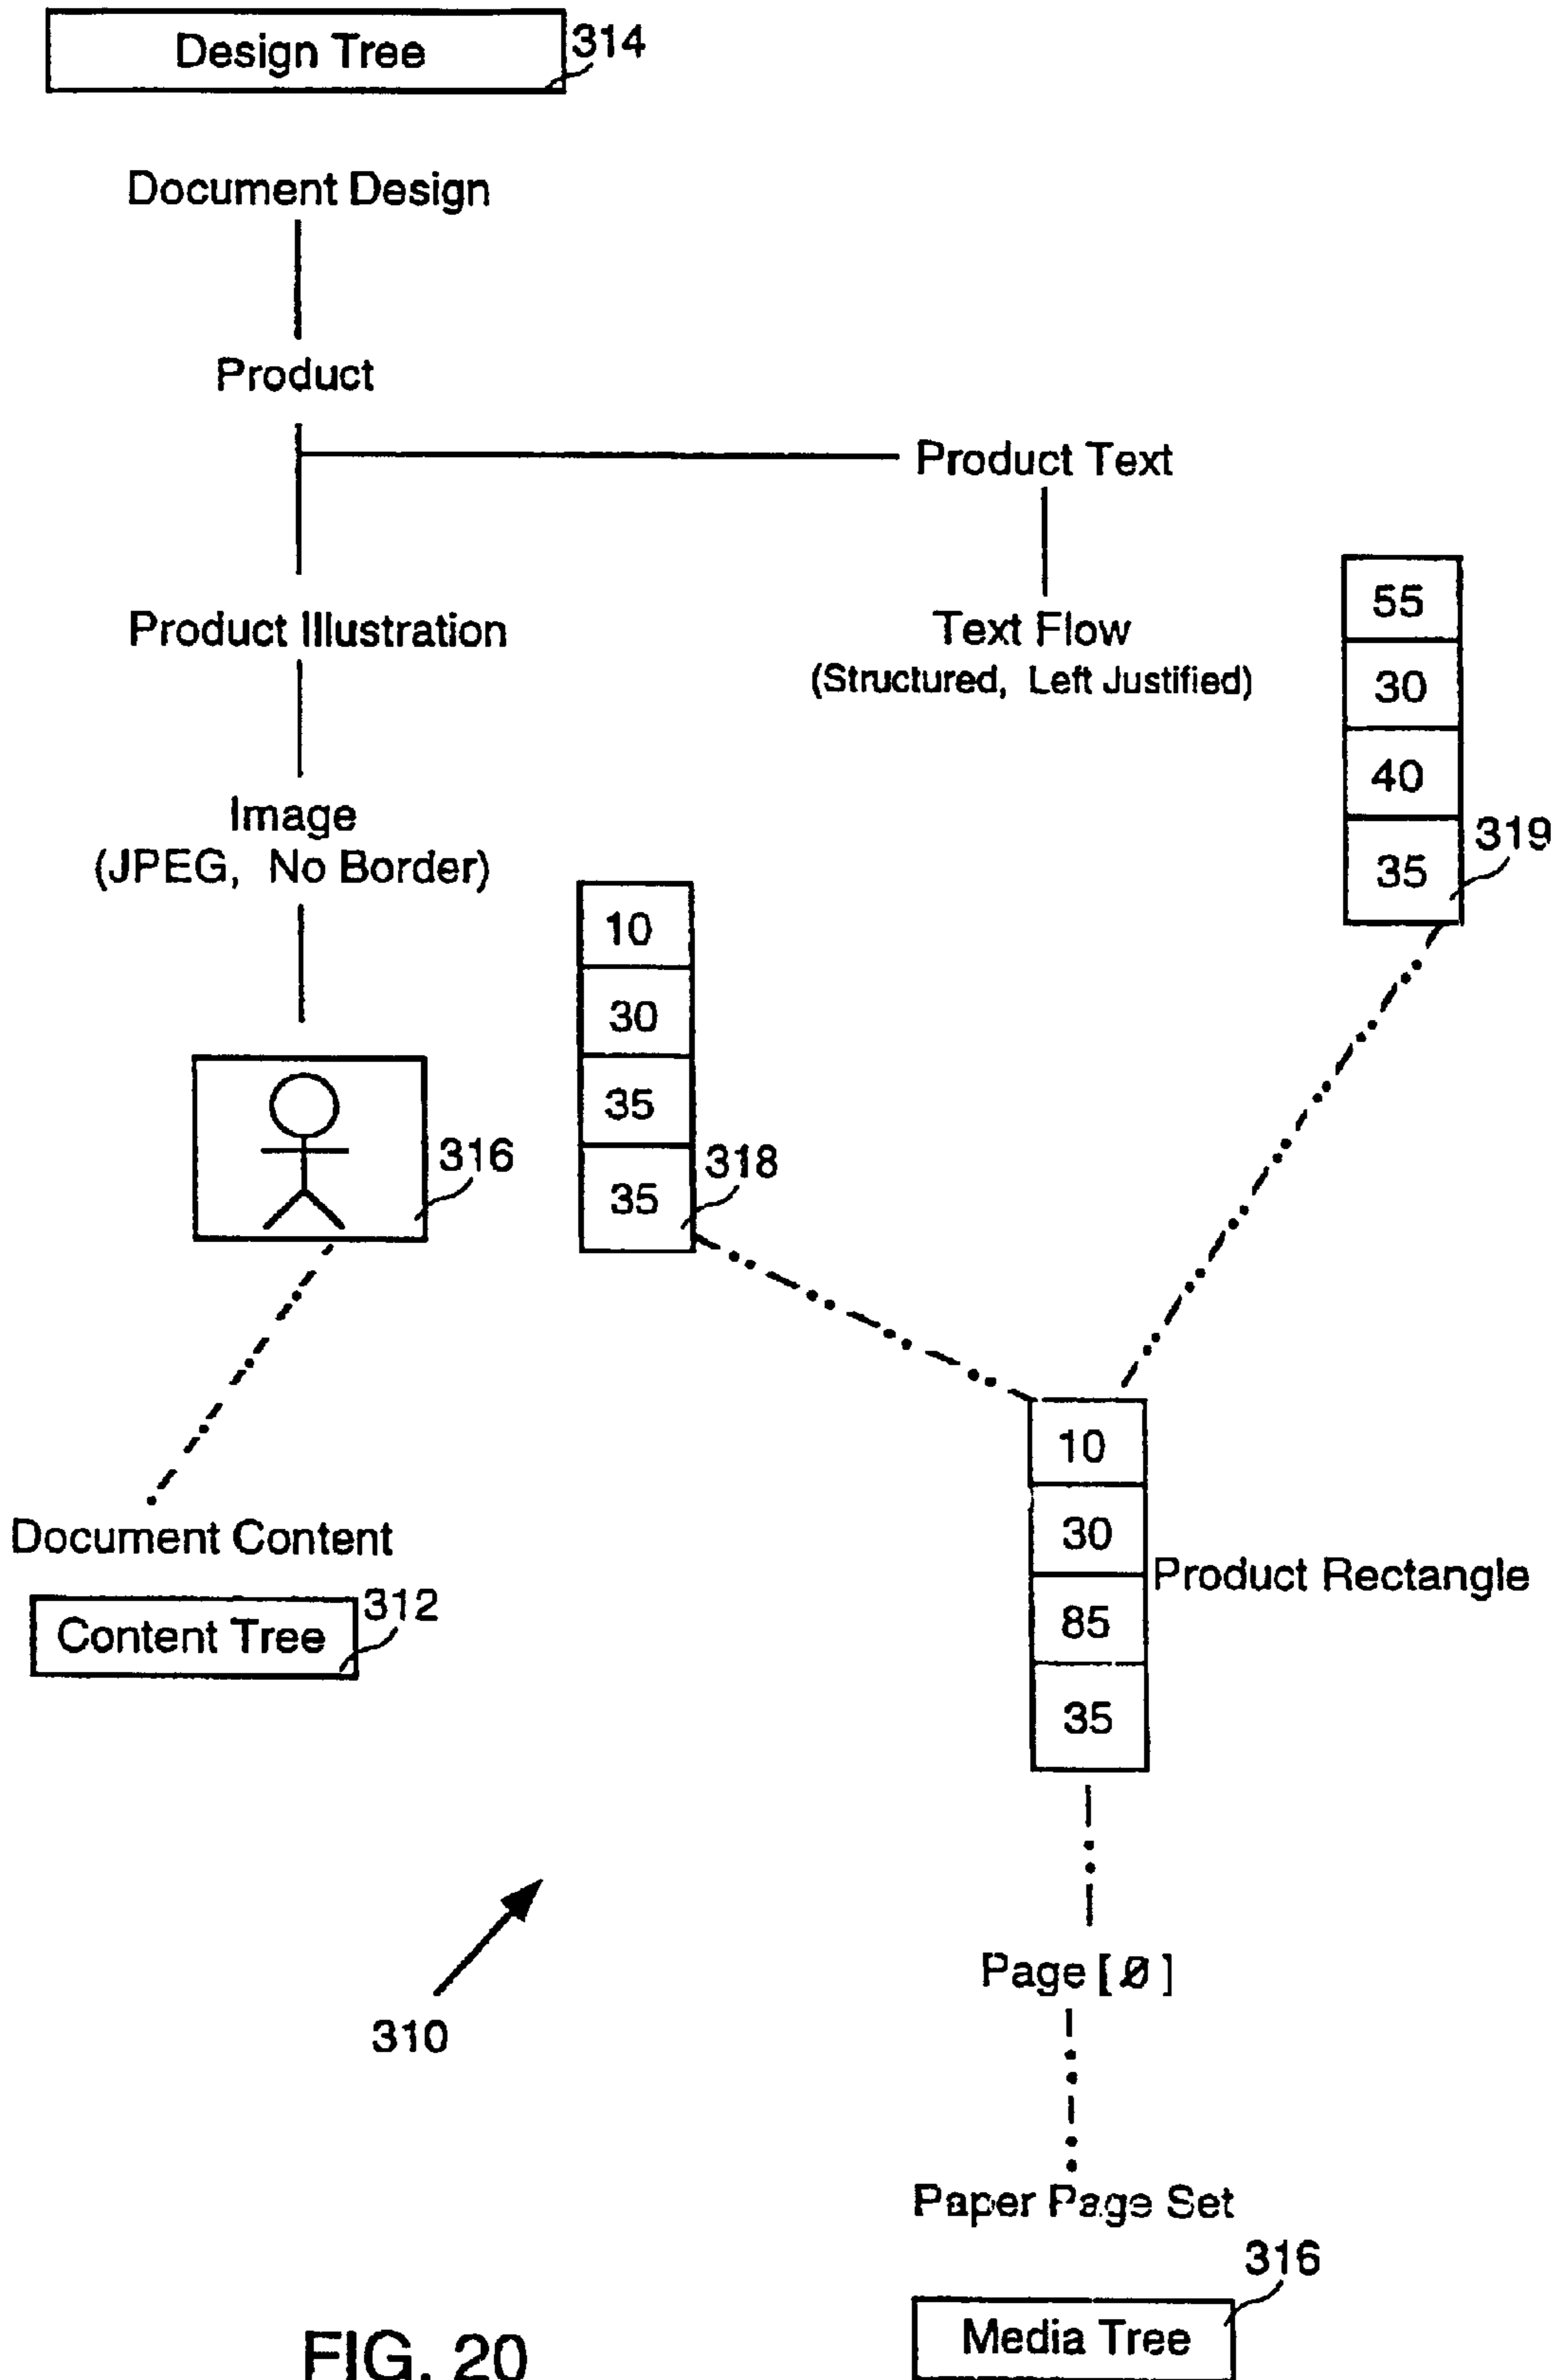 Design Tree
314
Document Design
Product
Product Text
Product Illustration
Text Flow
(Structured, Left Justified)
55
30
40
35
319
Image
(JPEG, No Border)
10
30
35
35
318
316
10
30
85
35
Product Rectangle
Document Content
312
Content Tree
310
Page [Ø]
Paper Page Set
316
Media Tree
FIG. 20